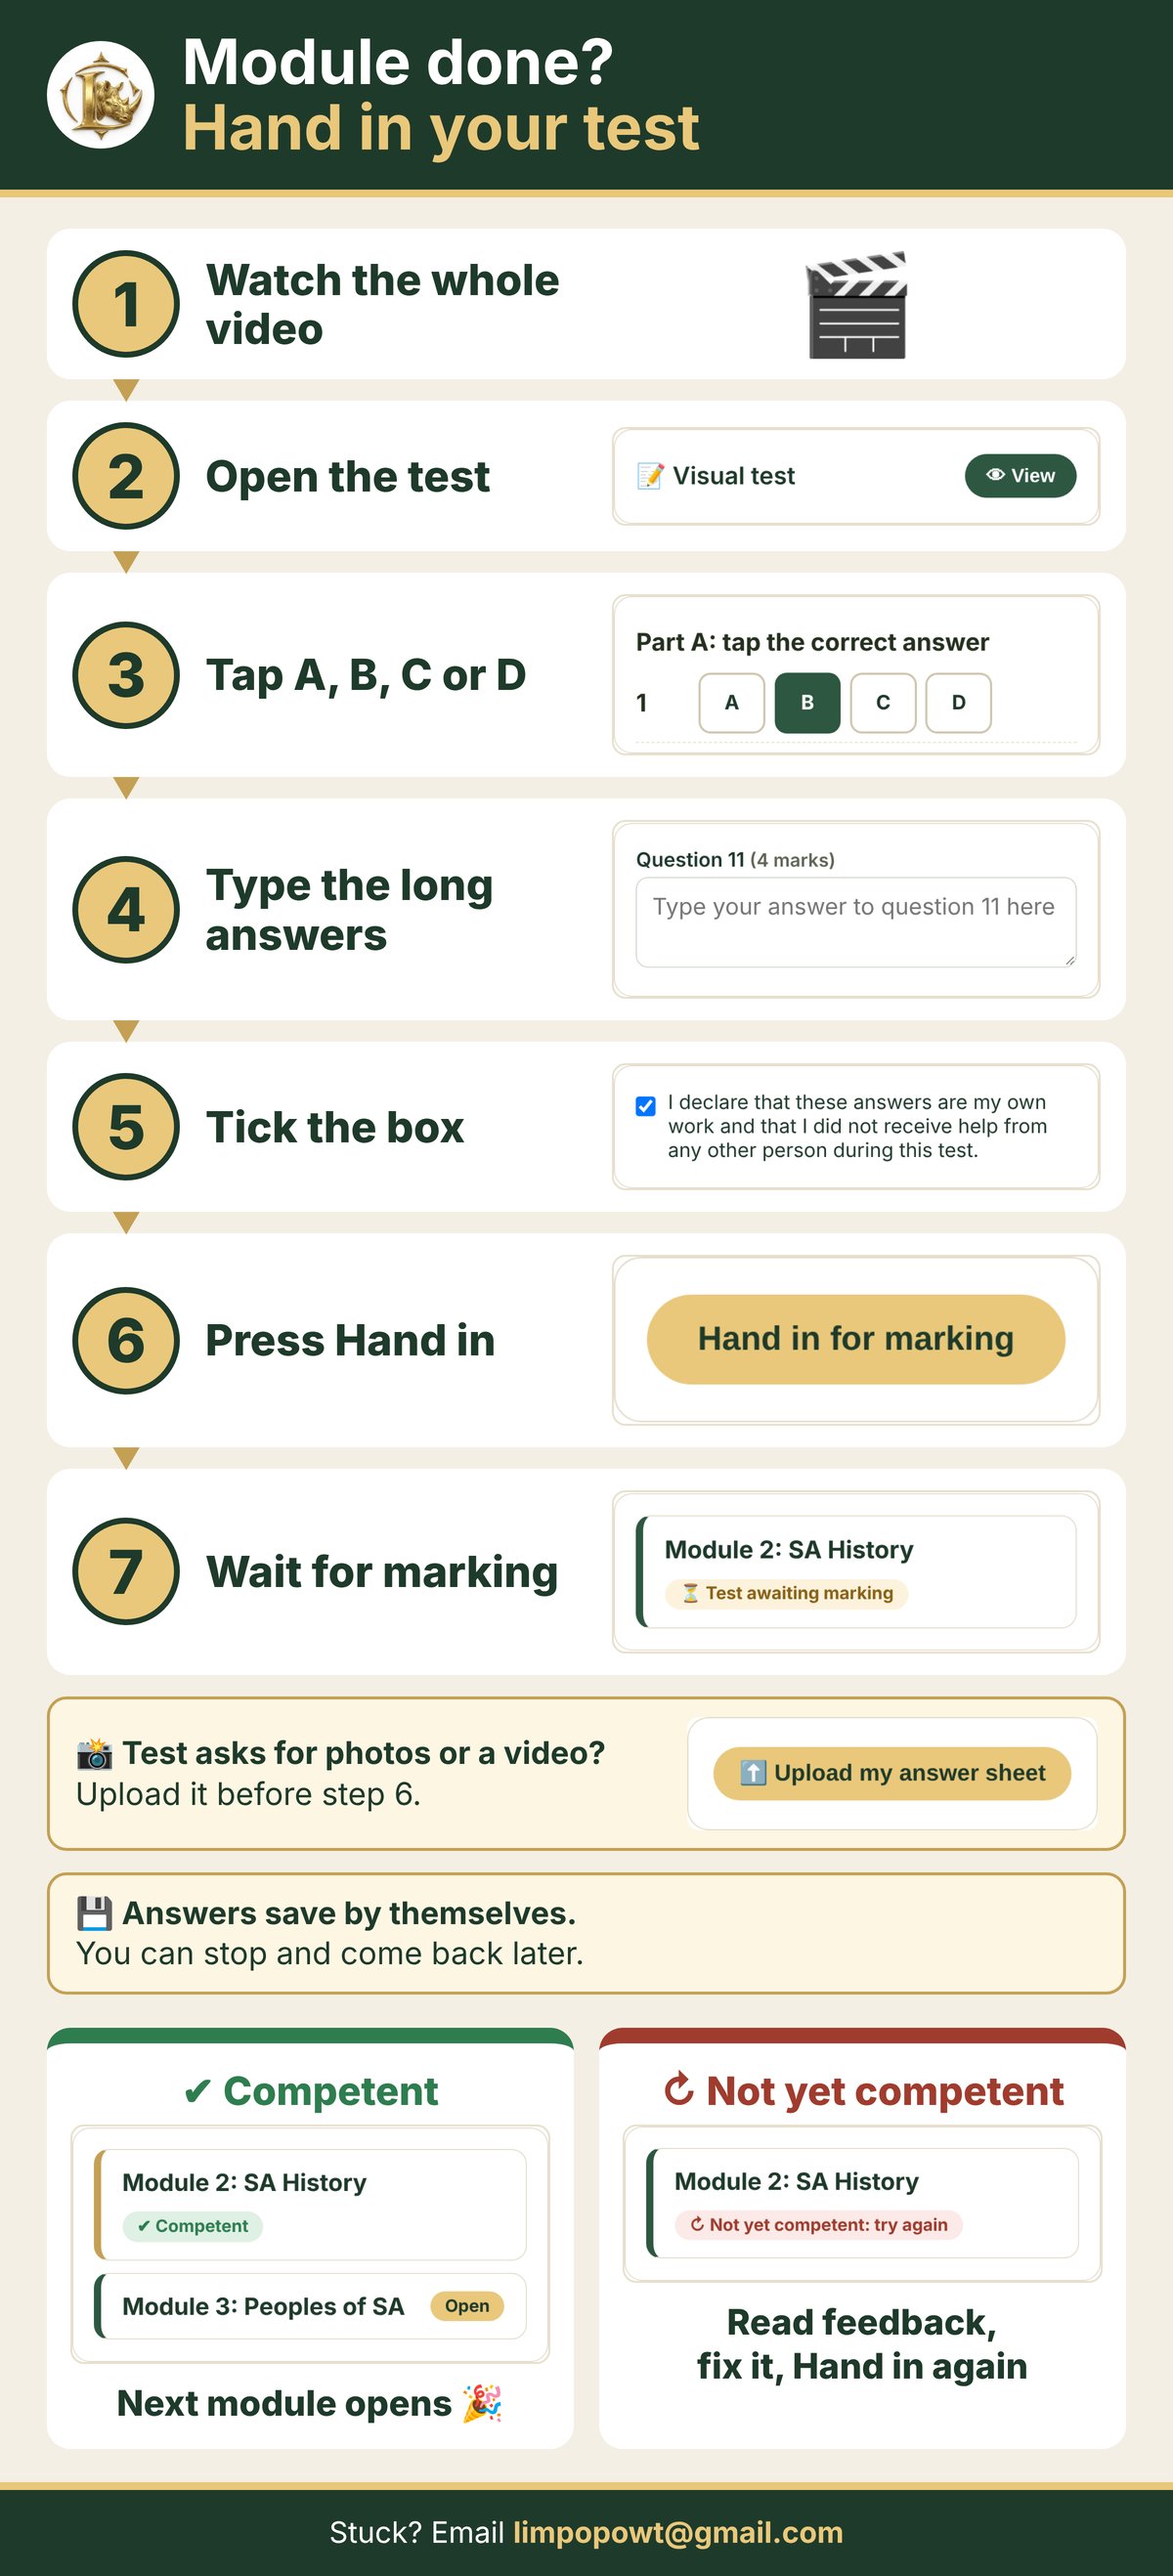 Module done?
Hand in your test
1
Watch the whole
video
2
Open the test
Visual test
View
3
Tap A, B, C or D
Part A: tap the correct answer
1 A B C D
4
Type the long
answers
Question 11 (4 marks)
Type your answer to question 11 here
5
Tick the box
I declare that these answers are my own
work and that I did not receive help from
any other person during this test.
6
Press Hand in
Hand in for marking
7
Wait for marking
Module 2: SA History
Test awaiting marking
Test asks for photos or a video?
Upload it before step 6.
Upload my answer sheet
Answers save by themselves.
You can stop and come back later.
✔ Competent
Module 2: SA History
✔ Competent
Module 3: Peoples of SA Open
Next module opens
↻ Not yet competent
Module 2: SA History
↻ Not yet competent: try again
Read feedback,
fix it, Hand in again
Stuck? Email limpopowt@gmail.com